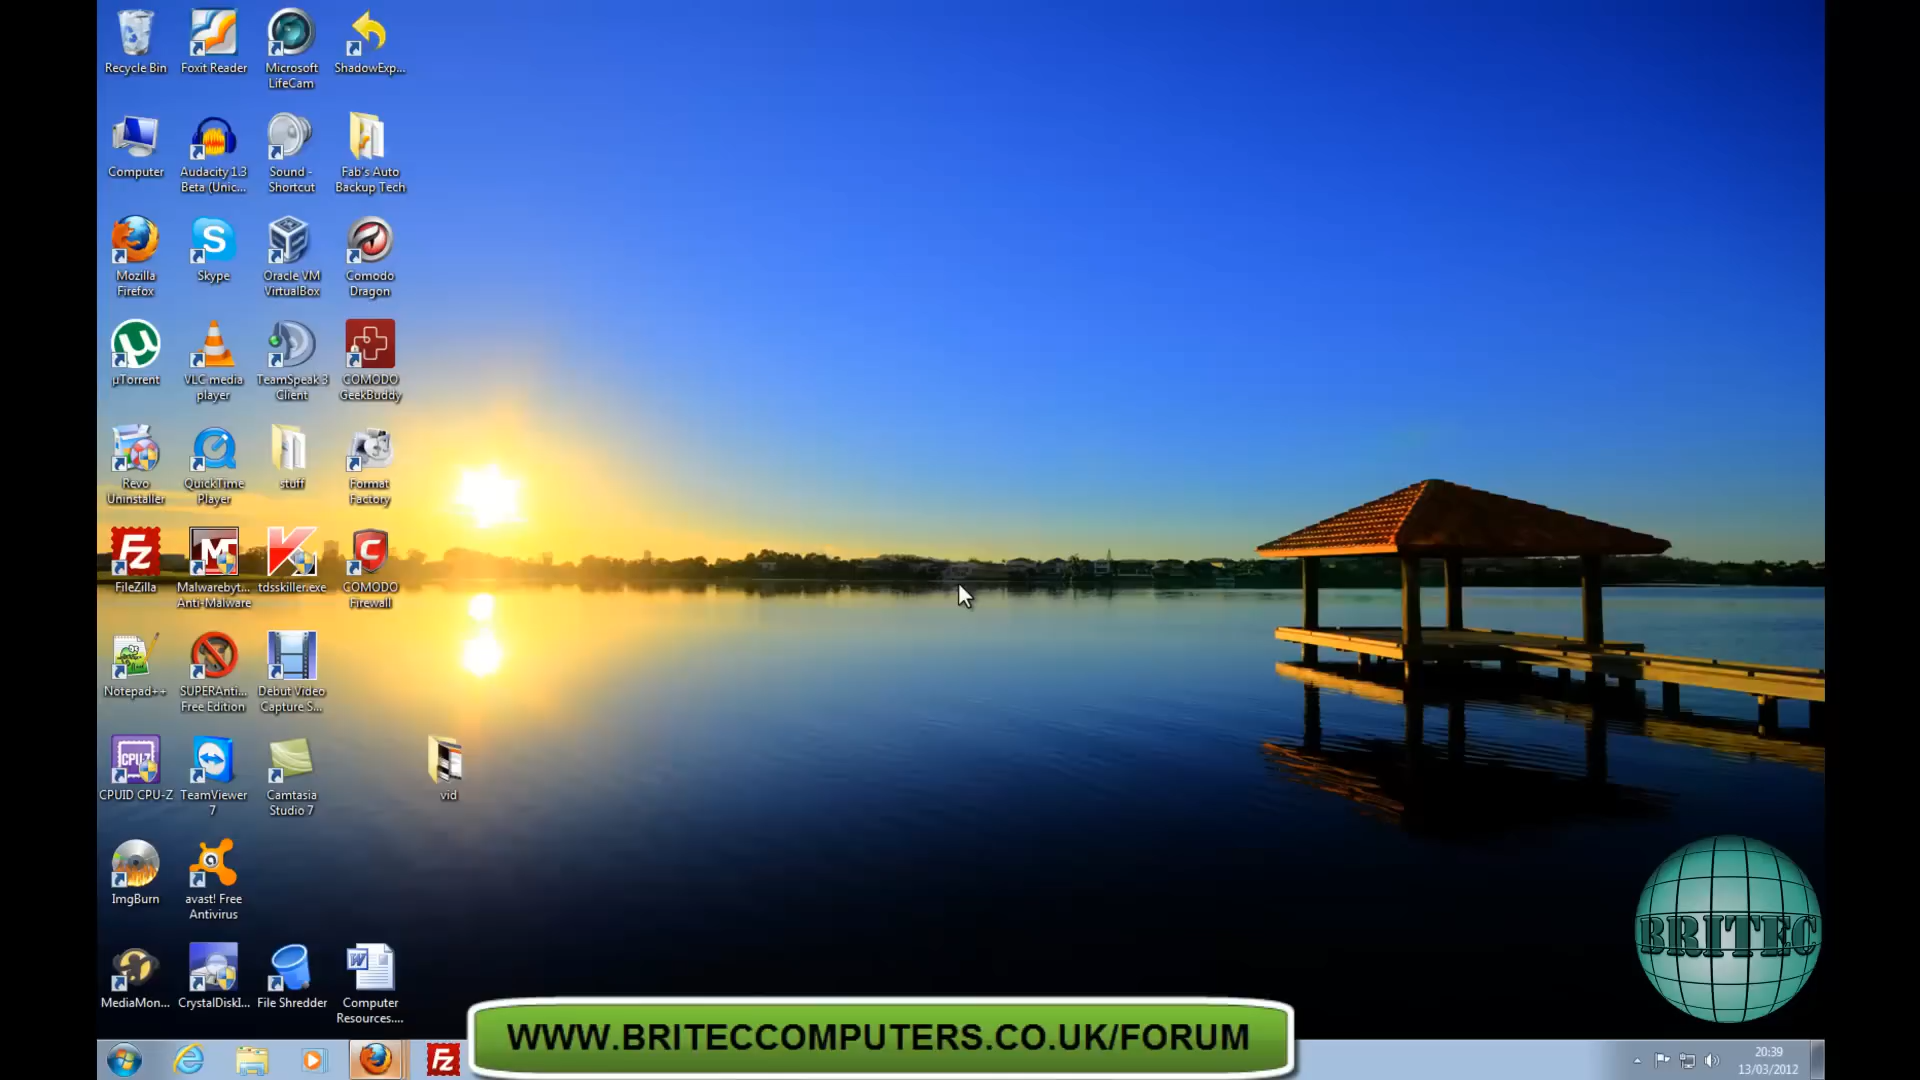 Recycle Bin
Foxit Reader
Microsoft
LifeCam
ShadowExp...
Computer
Audacity 1.3
Beta (Unic...
Sound -
Shortcut
Fab's Auto
Backup Tech
Mozilla
Firefox
Skype
Oracle VM
VirtualBox
Comodo
Dragon
µTorrent
VLC media
player
TeamSpeak 3
Client
COMODO
GeekBuddy
Revo
Uninstaller
QuickTime
Player
stuff
Format
Factory
FileZilla
Malwarebyt...
Anti-Malware
tdsskiller.exe
COMODO
Firewall
Notepad++
SUPERAnti...
Free Edition
Debut Video
Capture S...
CPUID CPU-Z
TeamViewer
7
Camtasia
Studio 7
vid
ImgBurn
avast! Free
Antivirus
MediaMon...
CrystalDiskI...
File Shredder
Computer
Resources....
BRITEC
WWW.BRITECCOMPUTERS.CO.UK/FORUM
20:39
13/03/2012